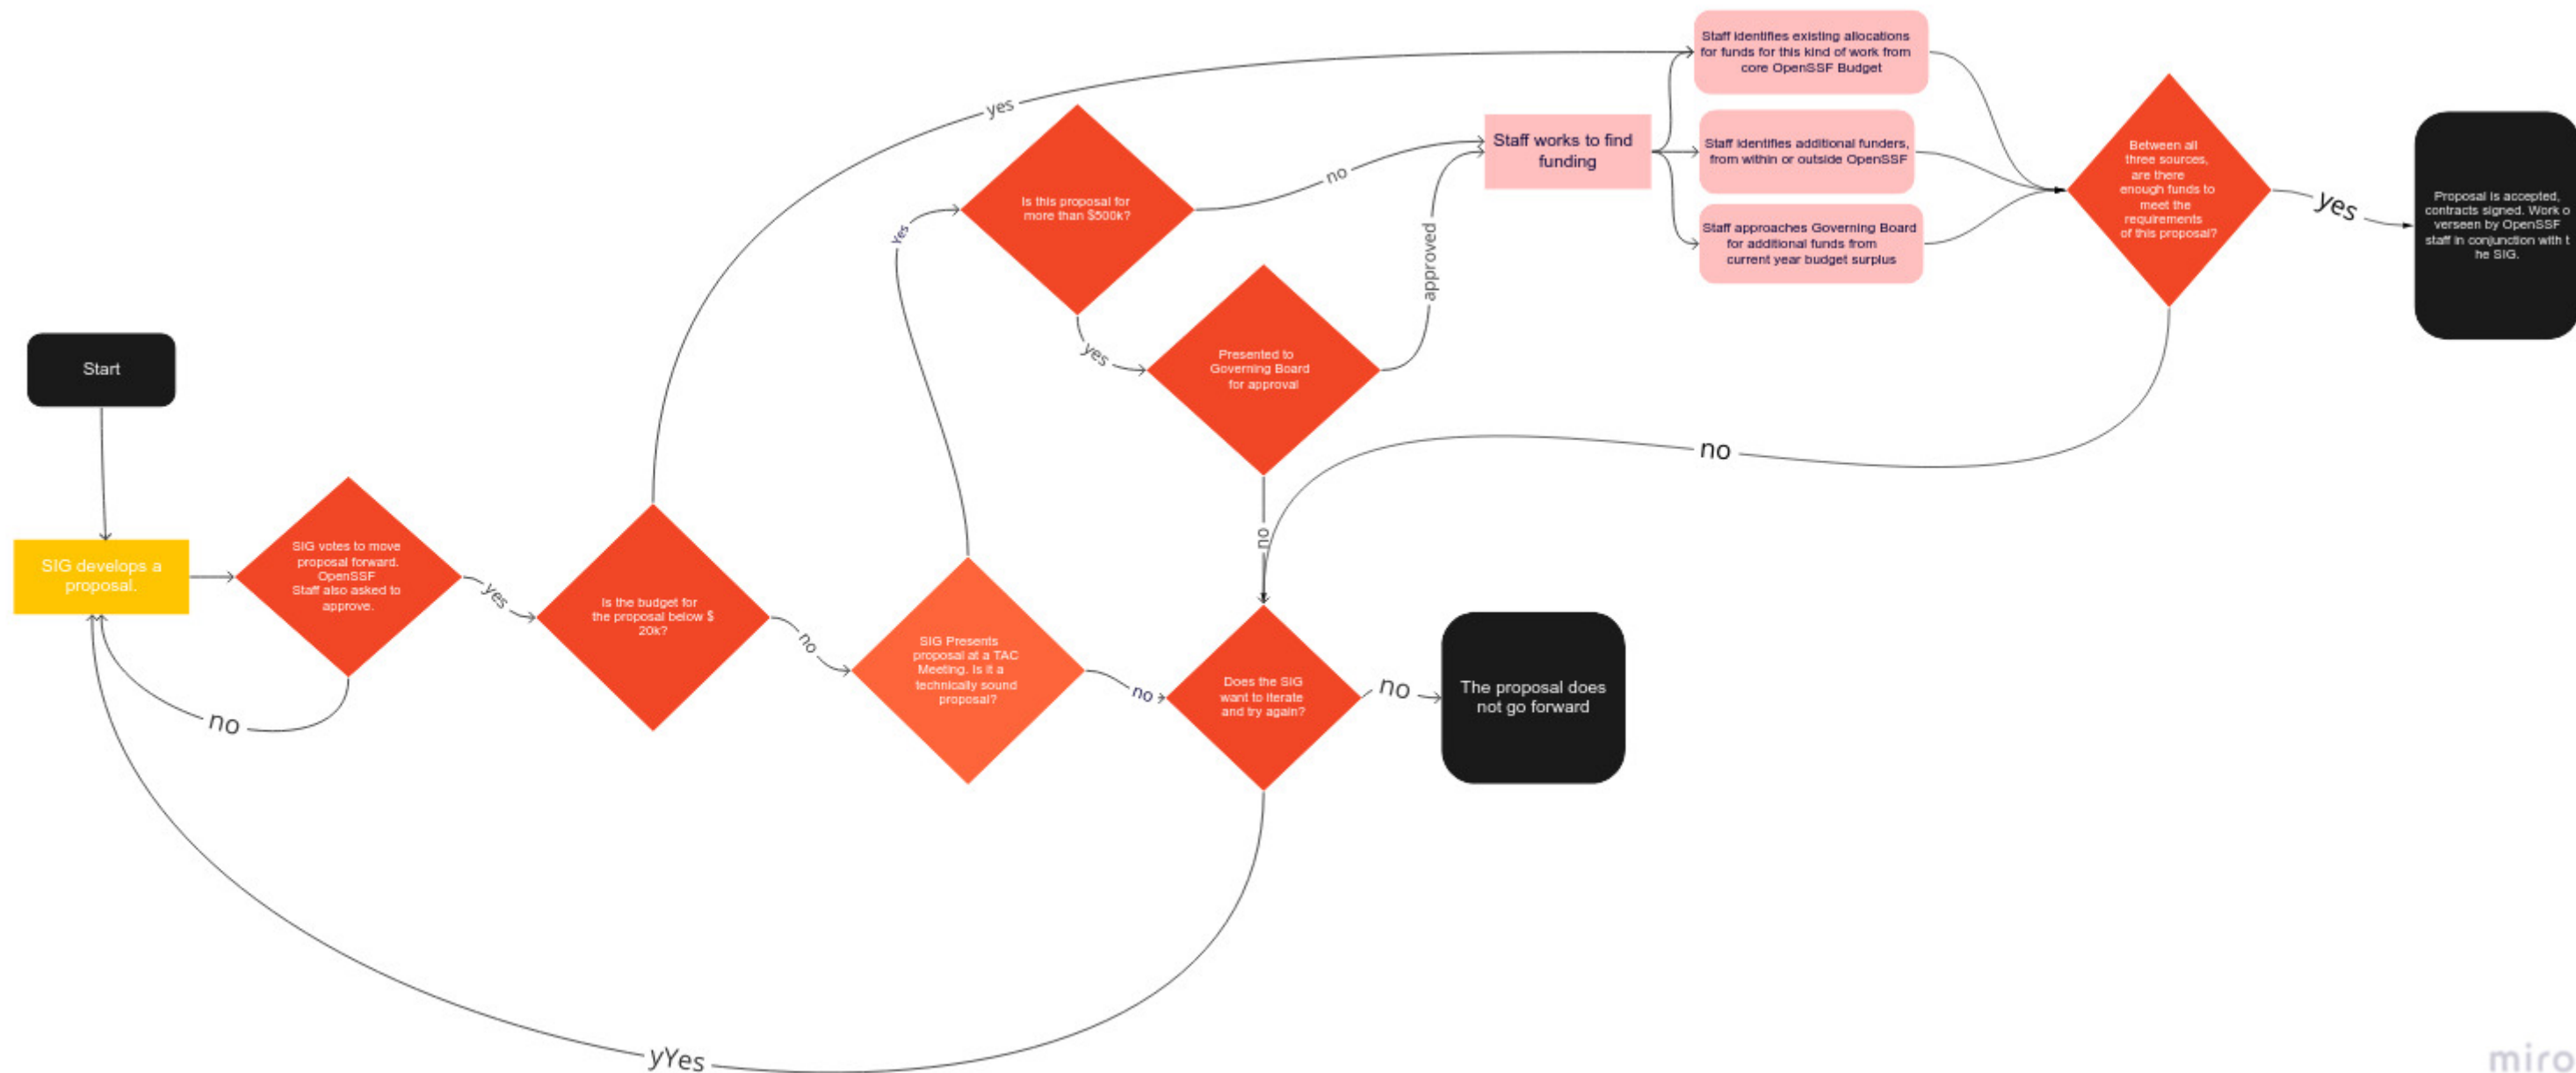 Start
SIG develops a
proposal.
SIG votes to move
proposal forward.
OpenSSF
Staff also asked to
approve.
yes
no
Is the budget for
the proposal below $
20k?
yes
no
SIG Presents
proposal at a TAC
Meeting. Is it a
technically sound
proposal?
Yes
no
Is this proposal for
more than $500k?
no
yes
Presented to
Governing Board
for approval
approved
no
Staff works to find
funding
Staff identifies existing allocations
for funds for this kind of work from
core OpenSSF Budget
Staff identifies additional funders,
from within or outside OpenSSF
Staff approaches Governing Board
for additional funds from
current year budget surplus
Between all
three sources,
are there
enough funds to
meet the
requirements
of this proposal?
yes
no
Proposal is accepted,
contracts signed. Work o
verseen by OpenSSF
staff in conjunction with t
he SIG.
Does the SIG
want to iterate
and try again?
no
The proposal does
not go forward
yYes
miro